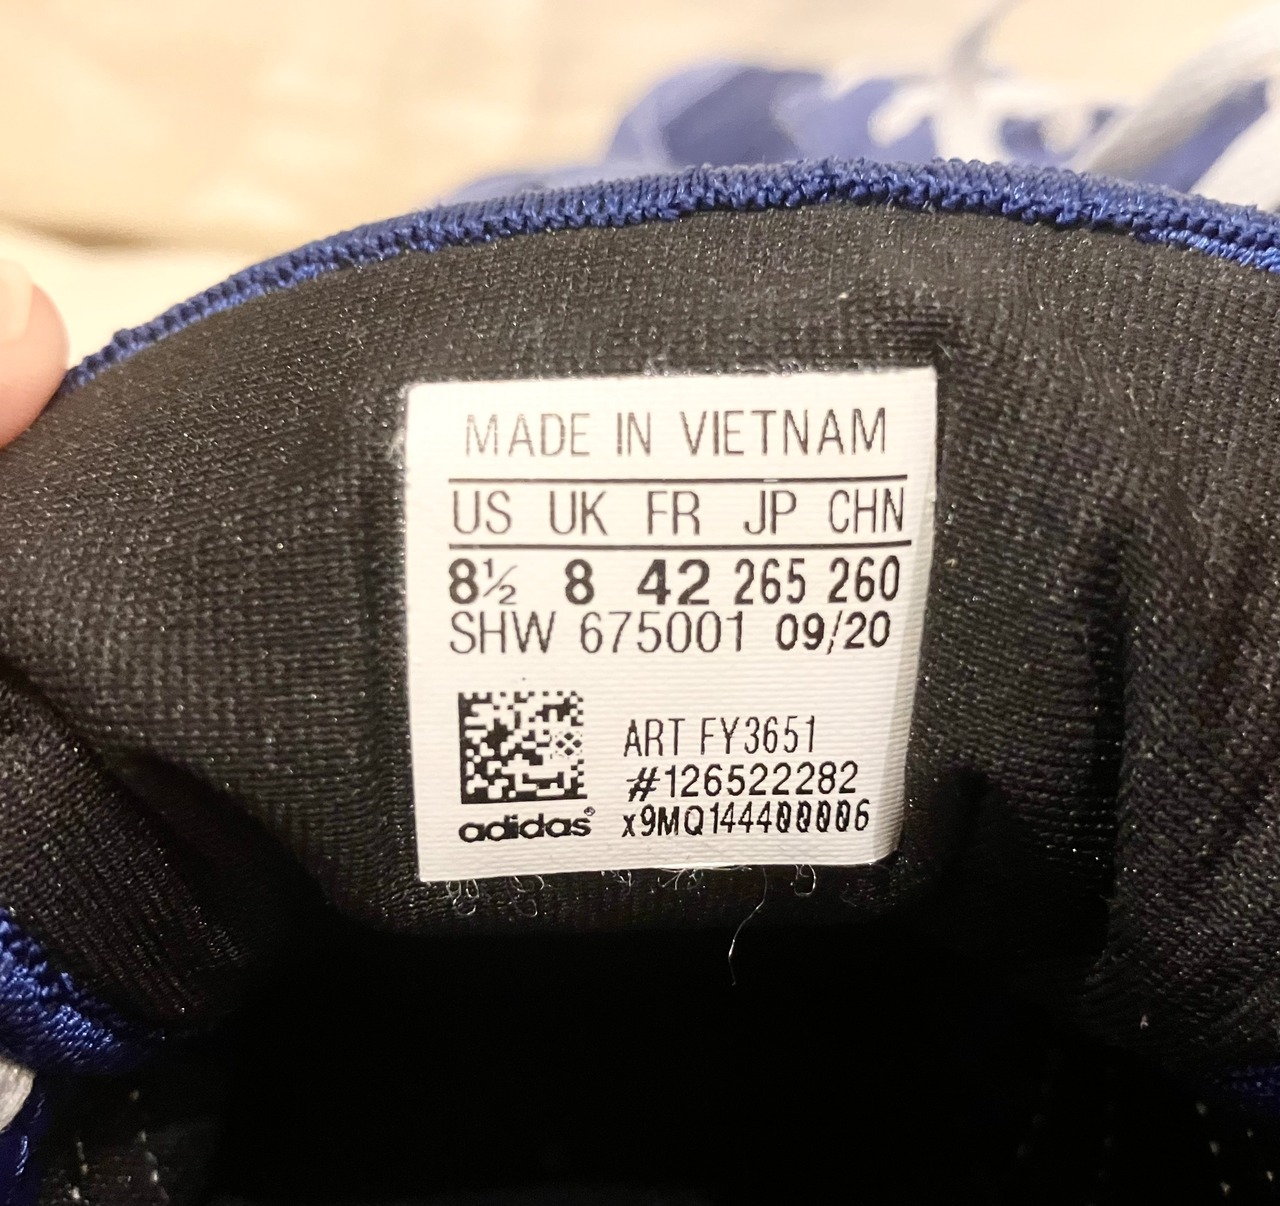 MADE IN VIETNAM
US UK FR JP CHN
8½ 8 42 265 260
SHW 675001 09/20
ART FY3651
#126522282
adidas® x9MQ144400006